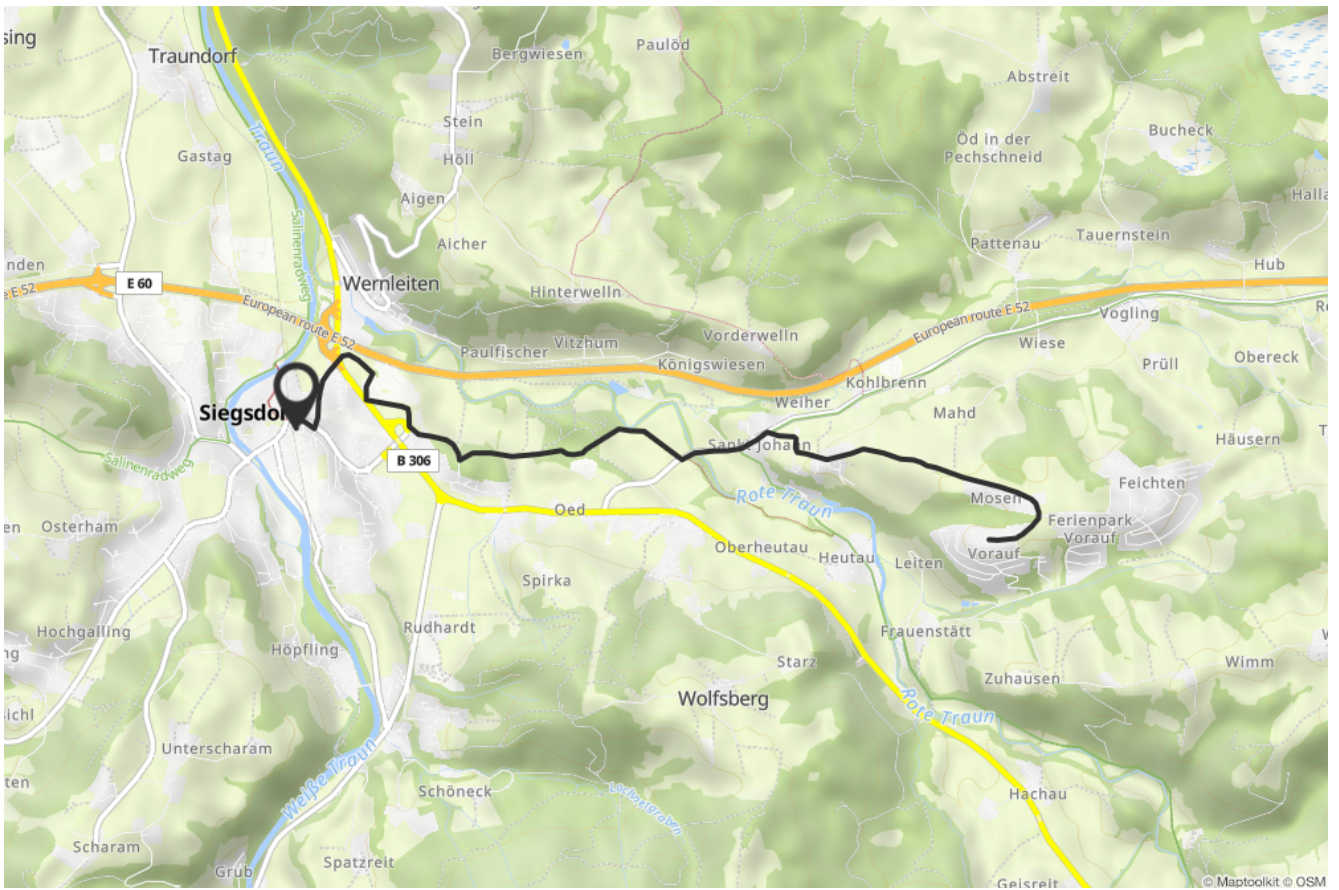 sing
Traundorf
Bergwiesen
Paulöd
Abstreit
Traun
Stein
Bucheck
Gastag
Höll
Öd in der
Pechschneid
Aigen
Halla
Salinenradweg
Aicher
Pattenau
Tauernstein
nden
E 60
Wernleiten
Hinterwelln
Hub
e E 52
European route E 52
Vogling
Vorderwelln
European route E 52
Paulfischer
Vitzhum
Königswiesen
Wiese
Prüll
Obereck
Kohlbrenn
Weiher
Siegsdorf
Mahd
Sankt Johann
Häusern
Salinenradweg
B 306
Rote Traun
Mosen
Feichten
Oed
en
Osterham
Oberheutau
Heutau
Leiten
Vorauf
Ferienpark
Vorauf
Spirka
Hochgalling
Rudhardt
Frauenstätt
ng
Höpfling
Starz
Zuhausen
Wimm
Wolfsberg
Rote Traun
Unterscharam
Weiße Traun
Schöneck
Hachau
Scharam
Grub
Spatzreit
Geisreit
© Maptoolkit © OSM